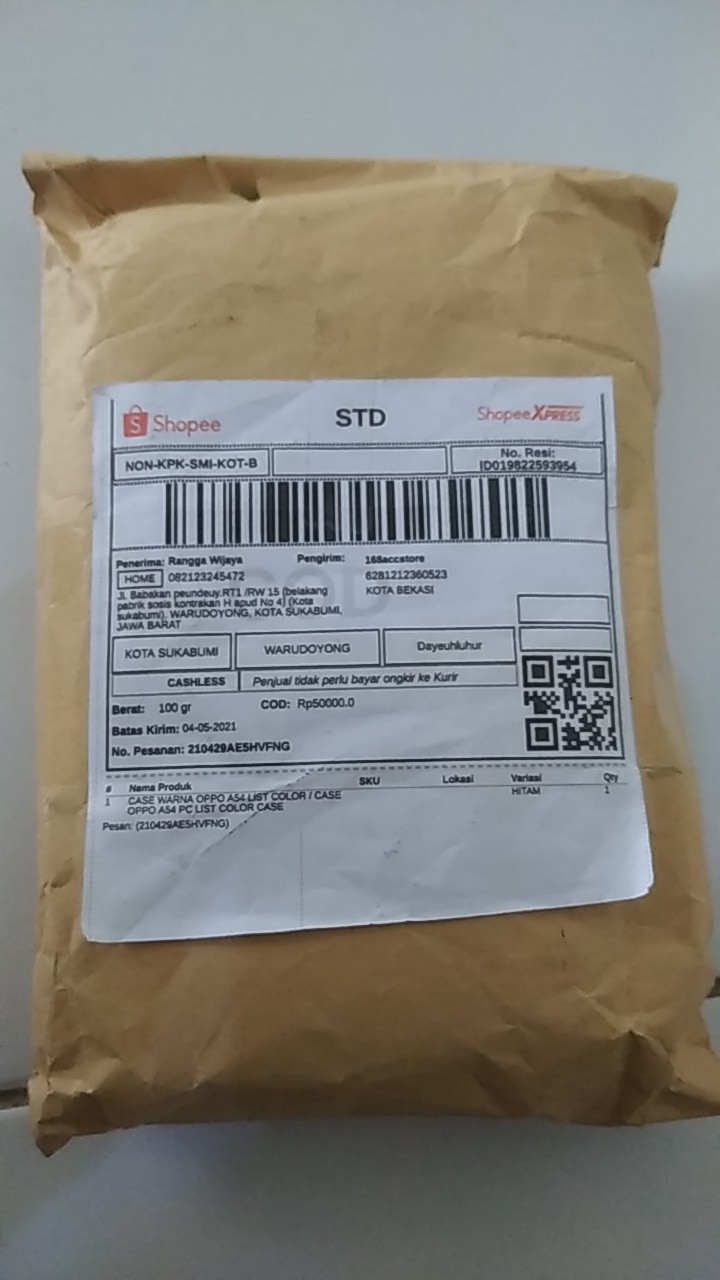 Shopee
STD
Shopee XPRESS
NON-KPK-SMI-KOT-B
No. Resi:
ID019822593954
Penerima: Rangga Wijaya
Pengirim: 168accstore
HOME 082123245472
6281212360523
Jl. Babakan peundeuy.RT1 /RW 15 (belakang
KOTA BEKASI
pabrik sosis kontrakan H apud No 4) (Kota
sukabumi), WARUDOYONG, KOTA SUKABUMI,
JAWA BARAT
COD
KOTA SUKABUMI
WARUDOYONG
Dayeuhluhur
CASHLESS
Penjual tidak perlu bayar ongkir ke Kurir
Berat: 100 gr
COD: Rp50000.0
Batas Kirim: 04-05-2021
No. Pesanan: 210429AE5HVFNG
# Nama Produk SKU Lokasi Variasi Qty
1 CASE WARNA OPPO A54 LIST COLOR / CASE HITAM 1
OPPO A54 PC LIST COLOR CASE
Pesan: (210429AE5HVFNG)